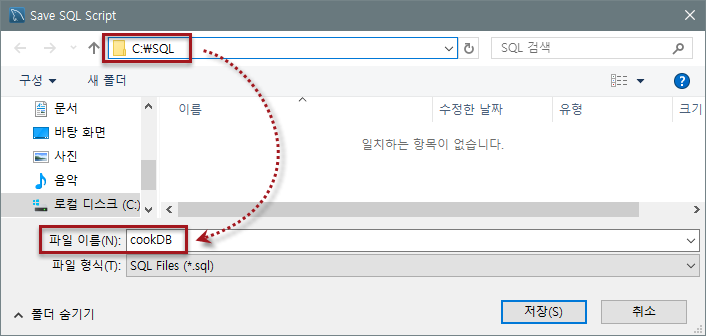 Save SQL Script
C:₩SQL
SQL 검색
구성
새 폴더
문서
바탕 화면
사진
음악
로컬 디스크 (C:)
이름
수정한 날짜
유형
크기
일치하는 항목이 없습니다.
파일 이름(N): cookDB
파일 형식(T): SQL Files (*.sql)
폴더 숨기기
저장(S)
취소